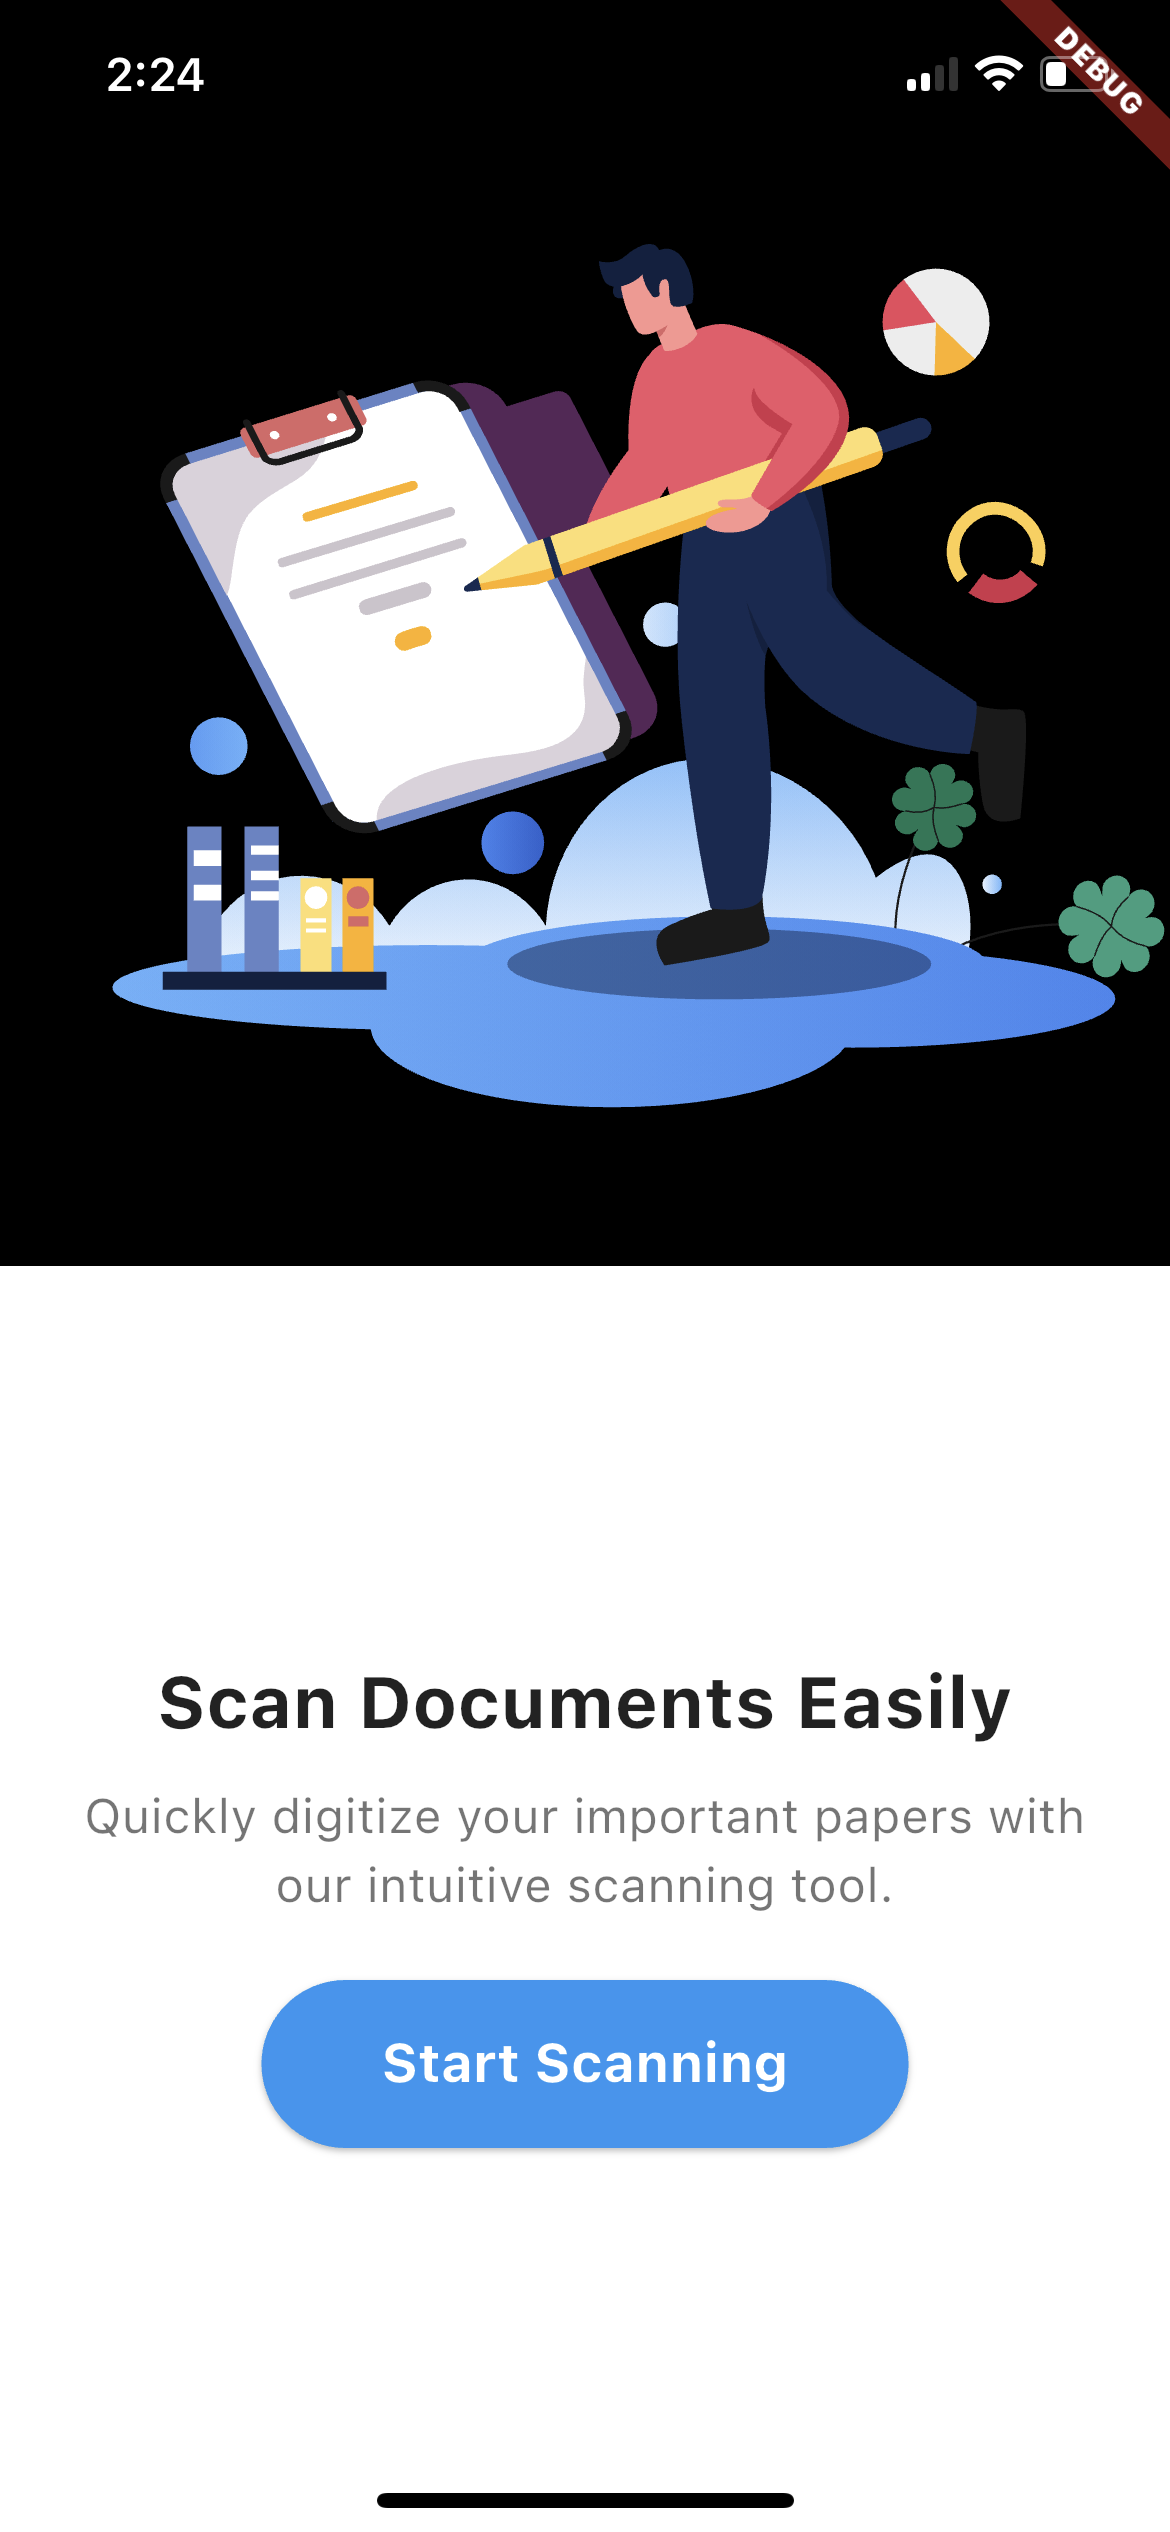 2:24
DEBUG
Scan Documents Easily
Quickly digitize your important papers with
our intuitive scanning tool.
Start Scanning